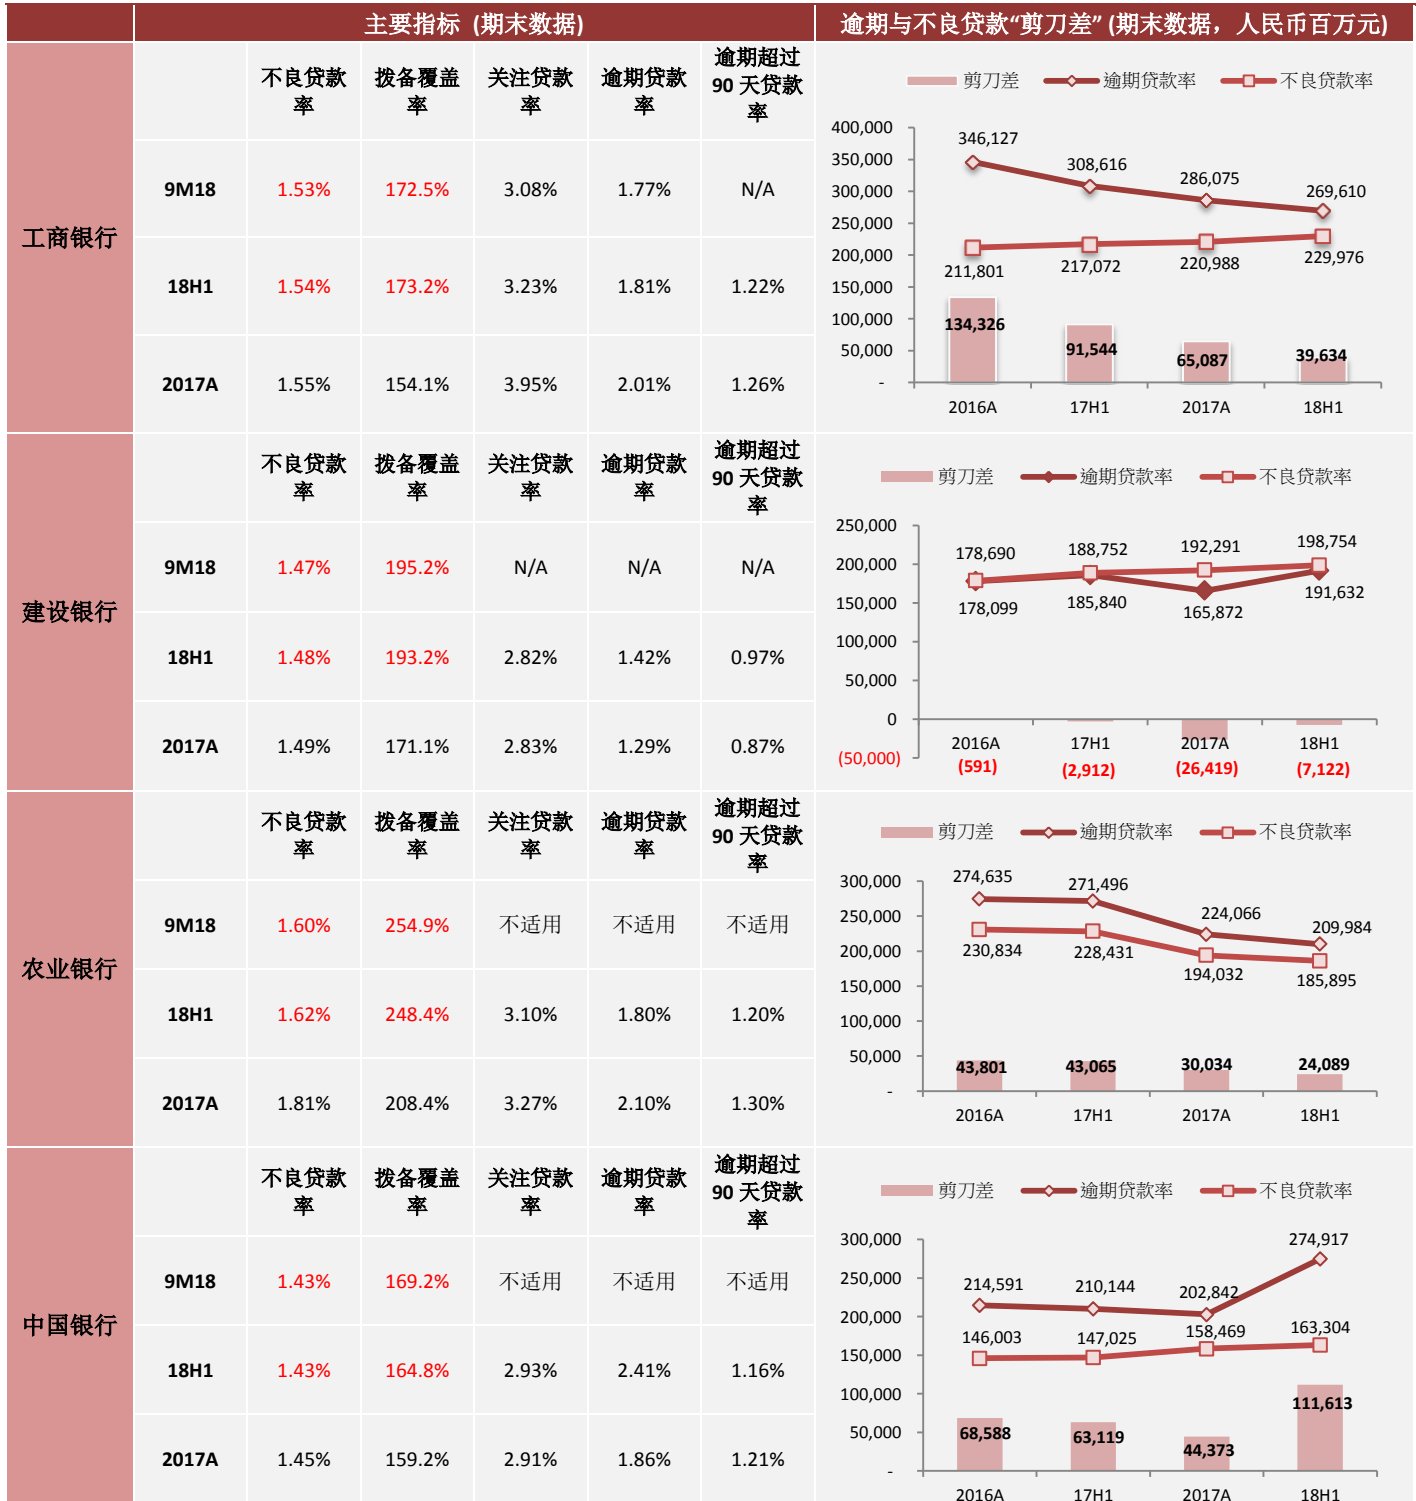 主要指标 (期末数据)
逾期与不良贷款“剪刀差” (期末数据，人民币百万元)
工商银行
不良贷款率 拨备覆盖率 关注贷款率 逾期贷款率 逾期超过90 天贷款率
9M18 1.53% 172.5% 3.08% 1.77% N/A
18H1 1.54% 173.2% 3.23% 1.81% 1.22%
2017A 1.55% 154.1% 3.95% 2.01% 1.26%
剪刀差 逾期贷款率 不良贷款率
400,000
350,000
300,000
250,000
200,000
150,000
100,000
50,000
-
346,127 308,616 286,075 269,610
211,801 217,072 220,988 229,976
134,326 91,544 65,087 39,634
2016A 17H1 2017A 18H1
建设银行
不良贷款率 拨备覆盖率 关注贷款率 逾期贷款率 逾期超过90 天贷款率
9M18 1.47% 195.2% N/A N/A N/A
18H1 1.48% 193.2% 2.82% 1.42% 0.97%
2017A 1.49% 171.1% 2.83% 1.29% 0.87%
剪刀差 逾期贷款率 不良贷款率
250,000
200,000
150,000
100,000
50,000
0
(50,000)
178,690 188,752 192,291 198,754
178,099 185,840 165,872 191,632
2016A 17H1 2017A 18H1
(591) (2,912) (26,419) (7,122)
农业银行
不良贷款率 拨备覆盖率 关注贷款率 逾期贷款率 逾期超过90 天贷款率
9M18 1.60% 254.9% 不适用 不适用 不适用
18H1 1.62% 248.4% 3.10% 1.80% 1.20%
2017A 1.81% 208.4% 3.27% 2.10% 1.30%
剪刀差 逾期贷款率 不良贷款率
300,000
250,000
200,000
150,000
100,000
50,000
-
274,635 271,496 224,066 209,984
230,834 228,431 194,032 185,895
43,801 43,065 30,034 24,089
2016A 17H1 2017A 18H1
中国银行
不良贷款率 拨备覆盖率 关注贷款率 逾期贷款率 逾期超过90 天贷款率
9M18 1.43% 169.2% 不适用 不适用 不适用
18H1 1.43% 164.8% 2.93% 2.41% 1.16%
2017A 1.45% 159.2% 2.91% 1.86% 1.21%
剪刀差 逾期贷款率 不良贷款率
300,000
250,000
200,000
150,000
100,000
50,000
-
214,591 210,144 202,842 274,917
146,003 147,025 158,469 163,304
68,588 63,119 44,373 111,613
2016A 17H1 2017A 18H1